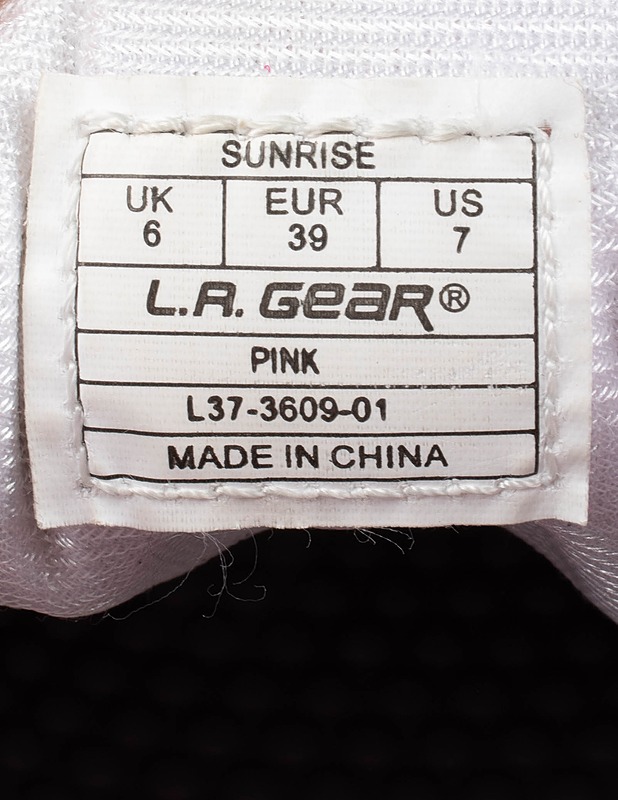 SUNRISE
UK EUR US
6 39 7
L.A. GEAR®
PINK
L37-3609-01
MADE IN CHINA